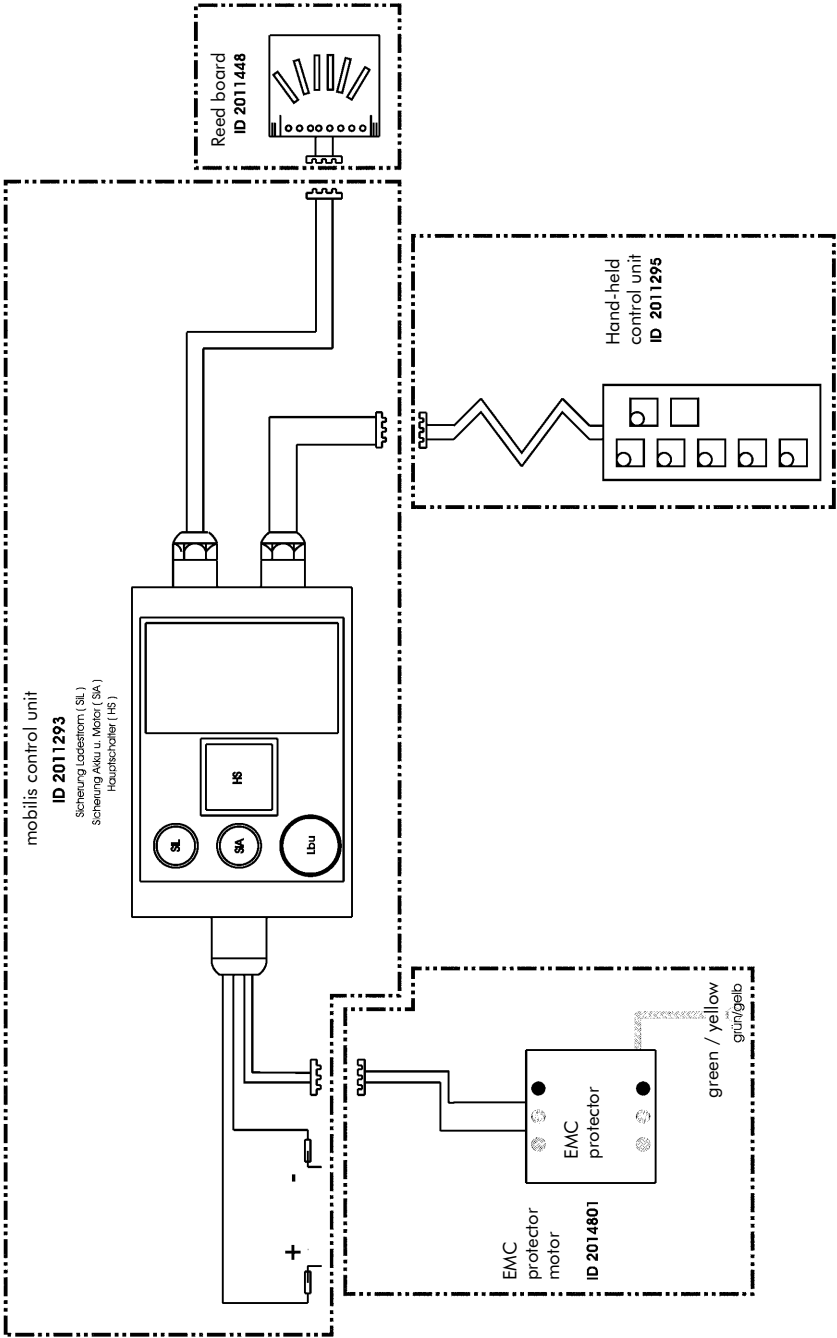 Reed board
ID 2011448
Hand-held
control unit
ID 2011295
mobilis control unit
ID 2011293
Sicherung Ladestrom ( SiL )
Sicherung Akku u. Motor ( SiA )
Hauptschalter ( HS )
HS
SiL
SiA
Lbu
-
+
green / yellow
grün/gelb
EMC
protector
EMC
protector
motor
ID 2014801